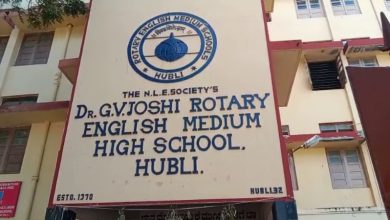 ROTARY ENGLISH MEDIUM SCHOOLS
HUBLI
THE N.L.E.SOCIETY'S
DR.G.V.JOSHI ROTARY
ENGLISH MEDIUM
HIGH SCHOOL.
HUBLI.
ESTD. 1970
HUBLI.32